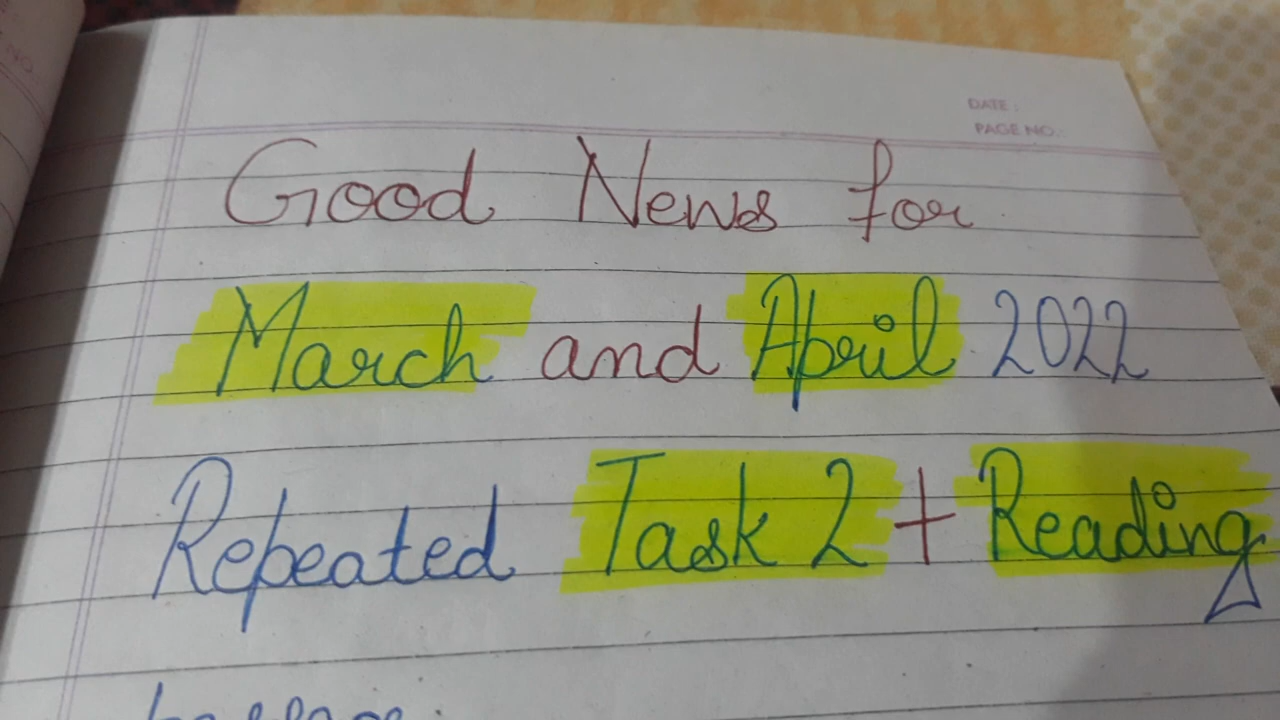 DATE:
PAGE NO.:
Good News for
March and April 2022
Repeated Task 2 + Reading